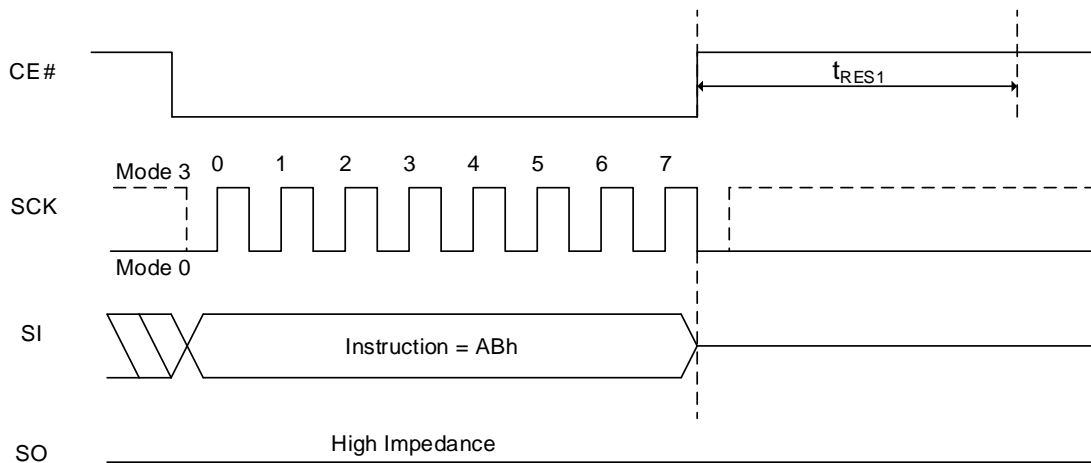 CE#
tRES1
Mode 3
0 1 2 3 4 5 6 7
SCK
Mode 0
SI
Instruction = ABh
SO
High Impedance